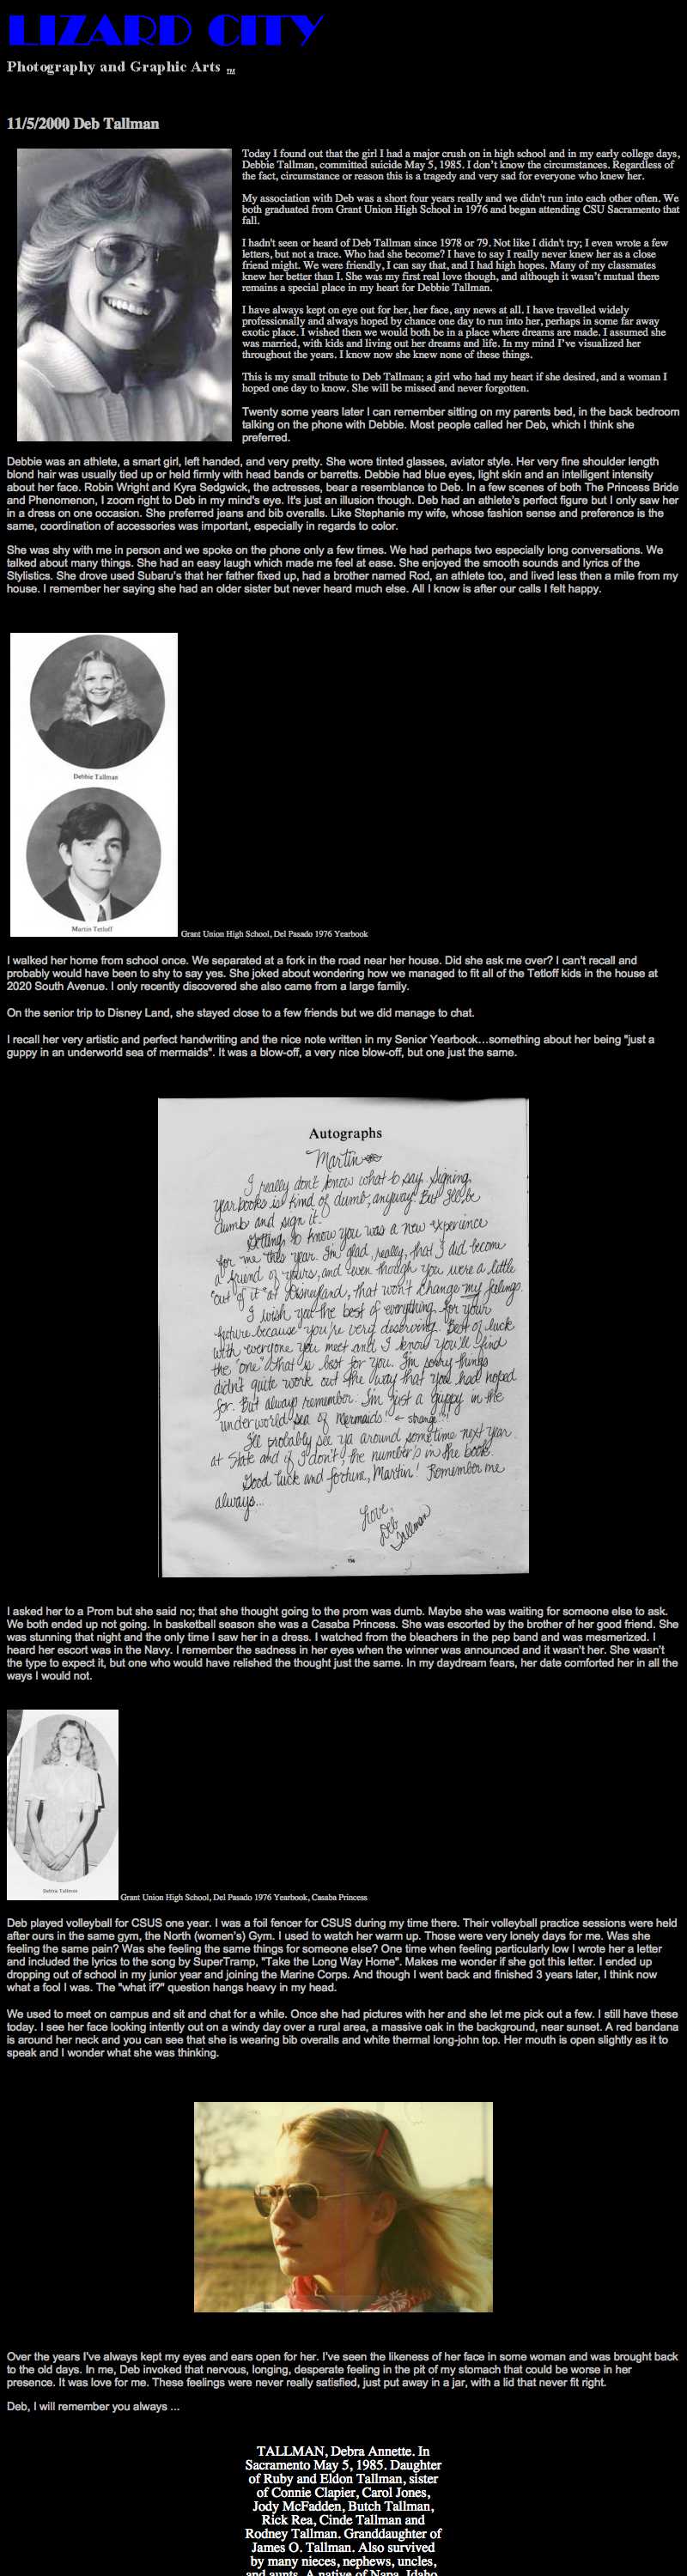 LIZARD CITY
Photography and Graphic Arts TM
11/5/2000 Deb Tallman
Today I found out that the girl I had a major crush on in high school and in my early college days,
Debbie Tallman, committed suicide May 5, 1985. I don't know the circumstances. Regardless of
the fact, circumstance or reason this is a tragedy and very sad for everyone who knew her.
My association with Deb was a short four years really and we didn't run into each other often. We
both graduated from Grant Union High School in 1976 and began attending CSU Sacramento that
fall.
I hadn't seen or heard of Deb Tallman since 1978 or 79. Not like I didn't try; I even wrote a few
letters, but not a trace. Who had she become? I have to say I really never knew her as a close
friend might. We were friendly, I can say that, and I had high hopes. Many of my classmates
knew her better than I. She was my first real love though, and although it wasn't mutual there
remains a special place in my heart for Debbie Tallman.
I have always kept on eye out for her, her face, any news at all. I have travelled widely
professionally and always hoped by chance one day to run into her, perhaps in some far away
exotic place. I wished then we would both be in a place where dreams are made. I assumed she
was married, with kids and living out her dreams and life. In my mind I've visualized her
throughout the years. I know now she knew none of these things.
This is my small tribute to Deb Tallman; a girl who had my heart if she desired, and a woman I
hoped one day to know. She will be missed and never forgotten.
Twenty some years later I can remember sitting on my parents bed, in the back bedroom
talking on the phone with Debbie. Most people called her Deb, which I think she
preferred.
Debbie was an athlete, a smart girl, left handed, and very pretty. She wore tinted glasses, aviator style. Her very fine shoulder length
blond hair was usually tied up or held firmly with head bands or barretts. Debbie had blue eyes, light skin and an inteligent intensity
about her face. Robin Wright and Kyra Sedgwick, the actresses, bear a resemblance to Deb. In a few scenes of both The Princess Bride
and Phenomenon, I zoom right to Deb in my mind's eye. It's just an illusion though. Deb had an athlete's perfect figure but I only saw her
in a dress on one occasion. She preferred jeans and bib overalls. Like Stephanie my wife, whose fashion sense and preference is the
same, coordination of accessories was important, especially in regards to color.
She was shy with me in person and we spoke on the phone only a few times. We had perhaps two especially long conversations. We
talked about many things. She had an easy laugh which made me feel at ease. She enjoyed the smooth sounds and lyrics of the
Stylistics. She drove used Subaru's that her father fixed up, had a brother named Rod, an athlete too, and lived less then a mile from my
house. I remember her saying she had an older sister but never heard much else. All I know is after our calls I felt happy.
Debbie Tallman
Martin Tetloff
Grant Union High School, Del Pasado 1976 Yearbook
I walked her home from school once. We separated at a fork in the road near her house. Did she ask me over? I can't recall and
probably would have been to shy to say yes. She joked about wondering how we managed to fit all of the Tetloff kids in the house at
2020 South Avenue. I only recently discovered she also came from a large family.
On the senior trip to Disney Land, she stayed close to a few friends but we did manage to chat.
I recall her very artistic and perfect handwriting and the nice note written in my Senior Yearbook…something about her being "just a
guppy in an underworld sea of mermaids". It was a blow-off, a very nice blow-off, but one just the same.
Autographs
Martin
I really don't know what to say. Signing
yearbooks is kind of dumb, anyway. But I'll be
dumb and sign it.
Getting to know you was a new experience
for me this year. I'm glad, really, that I did become
a friend of yours, and even though you were a little
"out of it" at Disneyland, that won't change my feelings.
I wish you the best of everything for your
future because you're very deserving. Best of luck
with everyone you meet and I know you'll find
the "one" that is best for you. I'm sorry things
didn't quite work out the way that you had hoped
for. But always remember. I'm just a guppy in the
underworld sea of mermaids. ← strange!
I'll probably see ya around sometime next year
at State and if I don't, the number's in the book.
Good luck and fortune, Martin! Remember me
always...
Love,
Deb
Tallman
I asked her to a Prom but she said no; that she thought going to the prom was dumb. Maybe she was waiting for someone else to ask.
We both ended up not going. In basketball season she was a Casaba Princess. She was escorted by the brother of her good friend. She
was stunning that night and the only time I saw her in a dress. I watched from the bleachers in the pep band and was mesmerized. I
heard her escort was in the Navy. I remember the sadness in her eyes when the winner was announced and it wasn't her. She wasn't
the type to expect it, but one who would have relished the thought just the same. In my daydream fears, her date comforted her in all the
ways I would not.
Debbie Tallman
Grant Union High School, Del Pasado 1976 Yearbook, Casaba Princess
Deb played volleyball for CSUS one year. I was a foil fencer for CSUS during my time there. Their volleyball practice sessions were held
after ours in the same gym, the North (women's) Gym. I used to watch her warm up. Those were very lonely days for me. Was she
feeling the same pain? Was she feeling the same things for someone else? One time when feeling particularly low I wrote her a letter
and included the lyrics to the song by SuperTramp, "Take the Long Way Home". Makes me wonder if she got this letter. I ended up
dropping out of school in my junior year and joining the Marine Corps. And though I went back and finished 3 years later, I think now
what a fool I was. The "what if?" question hangs heavy in my head.
We used to meet on campus and sit and chat for a while. Once she had pictures with her and she let me pick out a few. I still have these
today. I see her face looking intently out on a windy day over a rural area, a massive oak in the background, near sunset. A red bandana
is around her neck and you can see that she is wearing bib overalls and white thermal long-john top. Her mouth is open slightly as it to
speak and I wonder what she was thinking.
Over the years I've always kept my eyes and ears open for her. I've seen the likeness of her face in some woman and was brought back
to the old days. In me, Deb invoked that nervous, longing, desperate feeling in the pit of my stomach that could be worse in her
presence. It was love for me. These feelings were never really satisfied, just put away in a jar, with a lid that never fit right.
Deb, I will remember you always ...
TALLMAN, Debra Annette. In
Sacramento May 5, 1985. Daughter
of Ruby and Eldon Tallman, sister
of Connie Clapier, Carol Jones,
Jody McFadden, Butch Tallman,
Rick Rea, Cinde Tallman and
Rodney Tallman. Granddaughter of
James O. Tallman. Also survived
by many nieces, nephews, uncles,
and aunts. A native of Napa, Idaho,